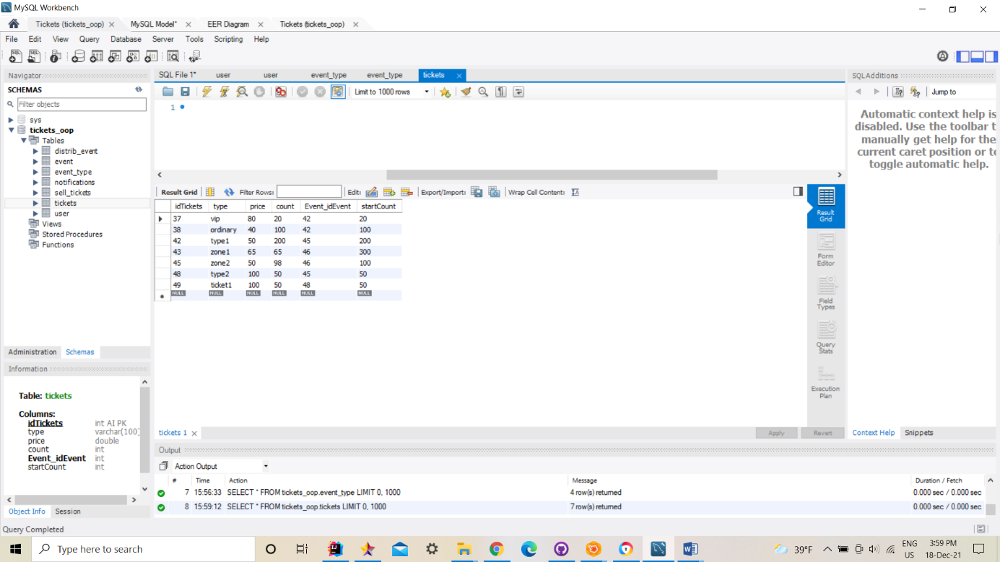 MySQL Workbench
Tickets (tickets_oop) MySQL Model* EER Diagram Tickets (tickets_oop)
File Edit View Query Database Server Tools Scripting Help
Navigator
SCHEMAS
Filter objects
sys
tickets_oop
Tables
distrib_event
event
event_type
notifications
sell_tickets
tickets
user
Views
Stored Procedures
Functions
Administration Schemas
Information
Table: tickets
Columns:
idTickets int AI PK
type varchar(100)
price double
count int
Event_idEvent int
startCount int
Object Info Session
Query Completed
SQL File 1* user user event_type event_type tickets
Limit to 1000 rows
1
Result Grid Filter Rows: Edit: Export/Import: Wrap Cell Content:
idTickets type price count Event_idEvent startCount
37 vip 80 20 42 20
38 ordinary 40 100 42 100
42 type1 50 200 45 200
43 zone1 65 65 46 300
45 zone2 50 98 46 100
48 type2 100 50 45 50
49 ticket1 100 50 48 50
NULL NULL NULL NULL NULL NULL
Result
Grid
Form
Editor
Field
Types
Query
Stats
Execution
Plan
tickets 1 Apply Revert
SQLAdditions
Jump to
Automatic context help is
disabled. Use the toolbar t
manually get help for the
current caret position or to
toggle automatic help.
Context Help Snippets
Output
Action Output
# Time Action Message Duration / Fetch
7 15:56:33 SELECT * FROM tickets_oop.event_type LIMIT 0, 1000 4 row(s) returned 0.000 sec / 0.000 sec
8 15:59:12 SELECT * FROM tickets_oop.tickets LIMIT 0, 1000 7 row(s) returned 0.000 sec / 0.000 sec
Type here to search
39°F
ENG
US
3:59 PM
18-Dec-21